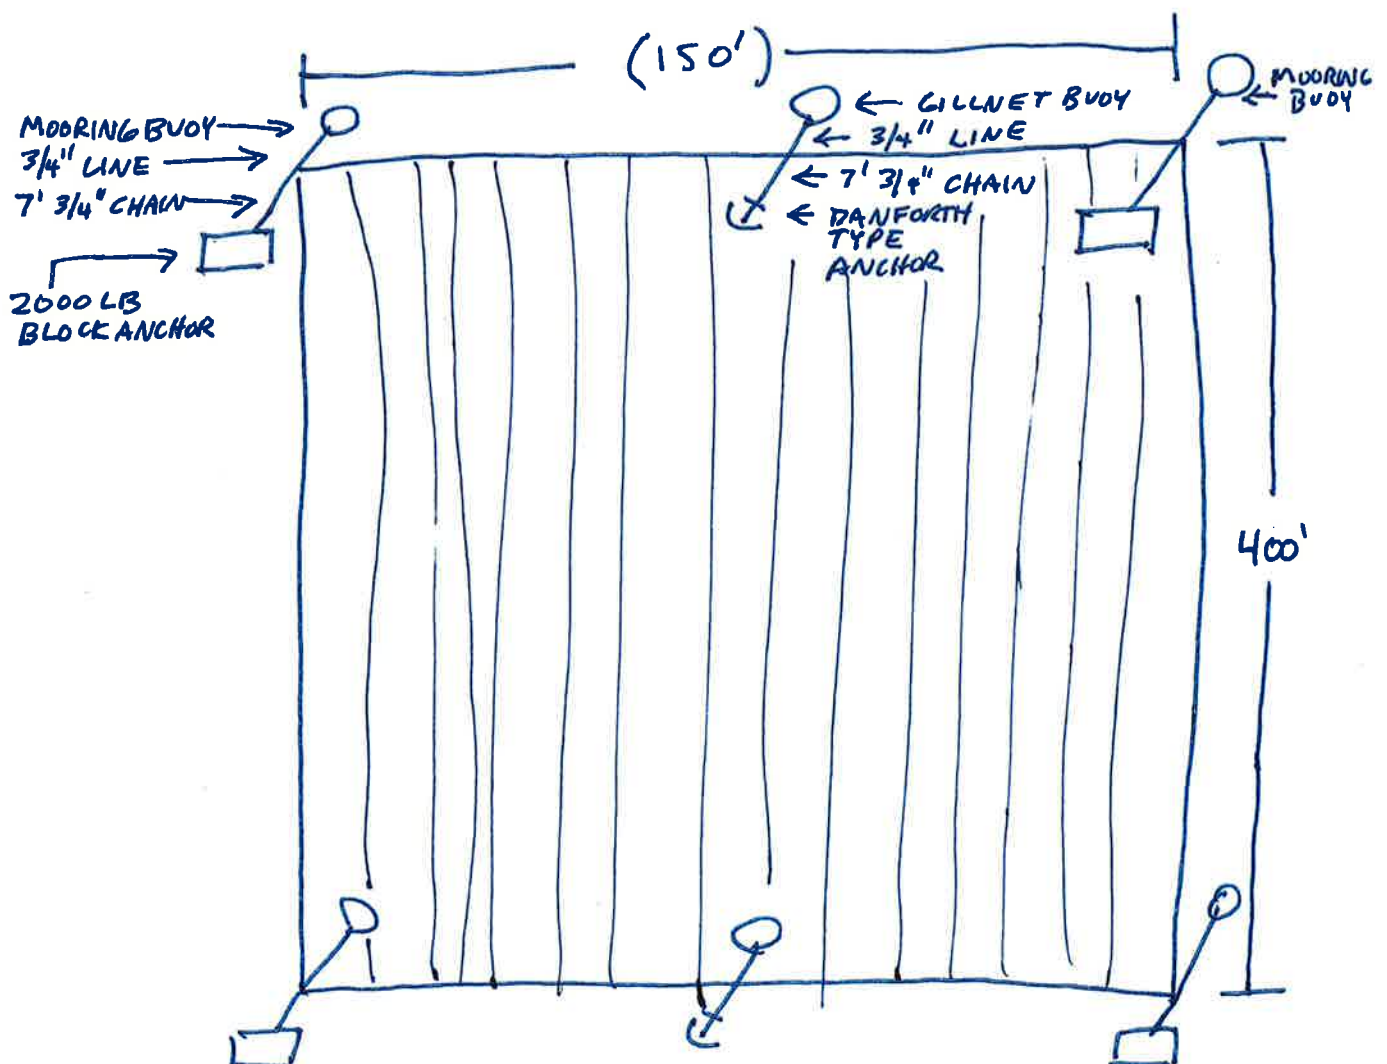 (150')
MOORING BUOY
3/4" LINE
7' 3/4" CHAIN
2000 LB
BLOCK ANCHOR
GILLNET BUOY
3/4" LINE
7' 3/4" CHAIN
DANFORTH
TYPE
ANCHOR
MOORING
BUOY
400'